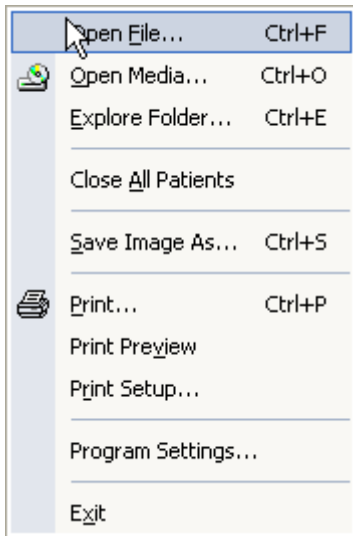 Open File... Ctrl+F
Open Media... Ctrl+O
Explore Folder... Ctrl+E
Close All Patients
Save Image As... Ctrl+S
Print... Ctrl+P
Print Preview
Print Setup...
Program Settings...
Exit